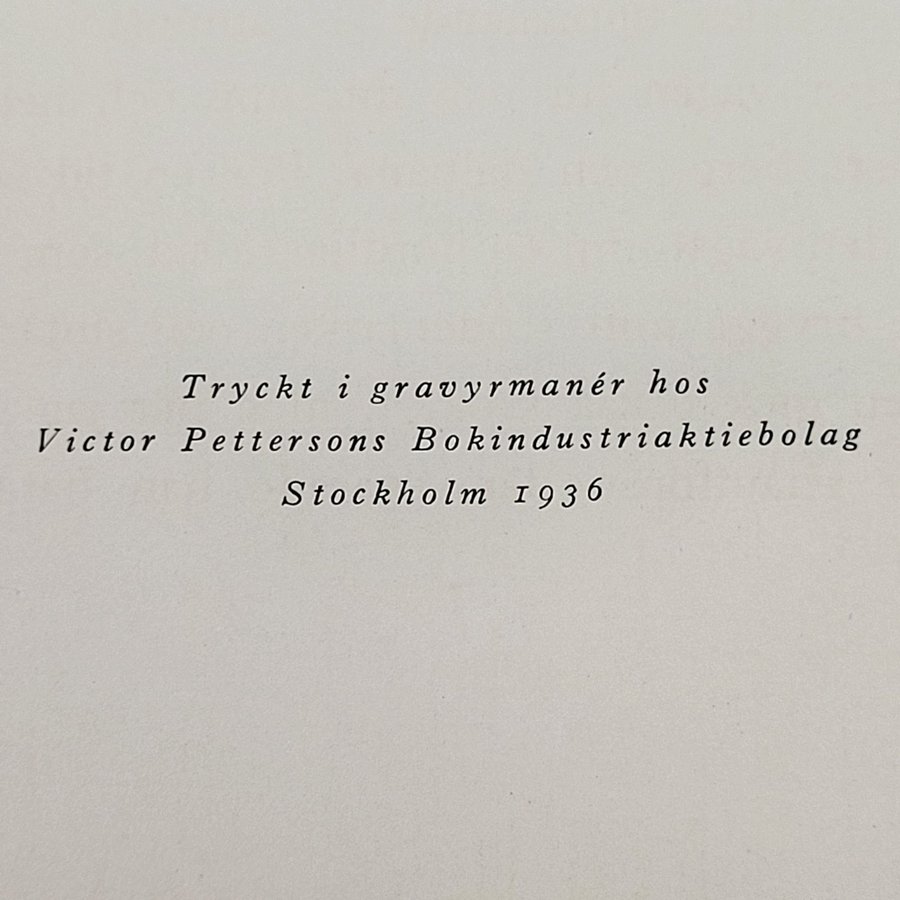 Tryckt i gravyrmanér hos
Victor Pettersons Bokindustriaktiebolag
Stockholm 1936